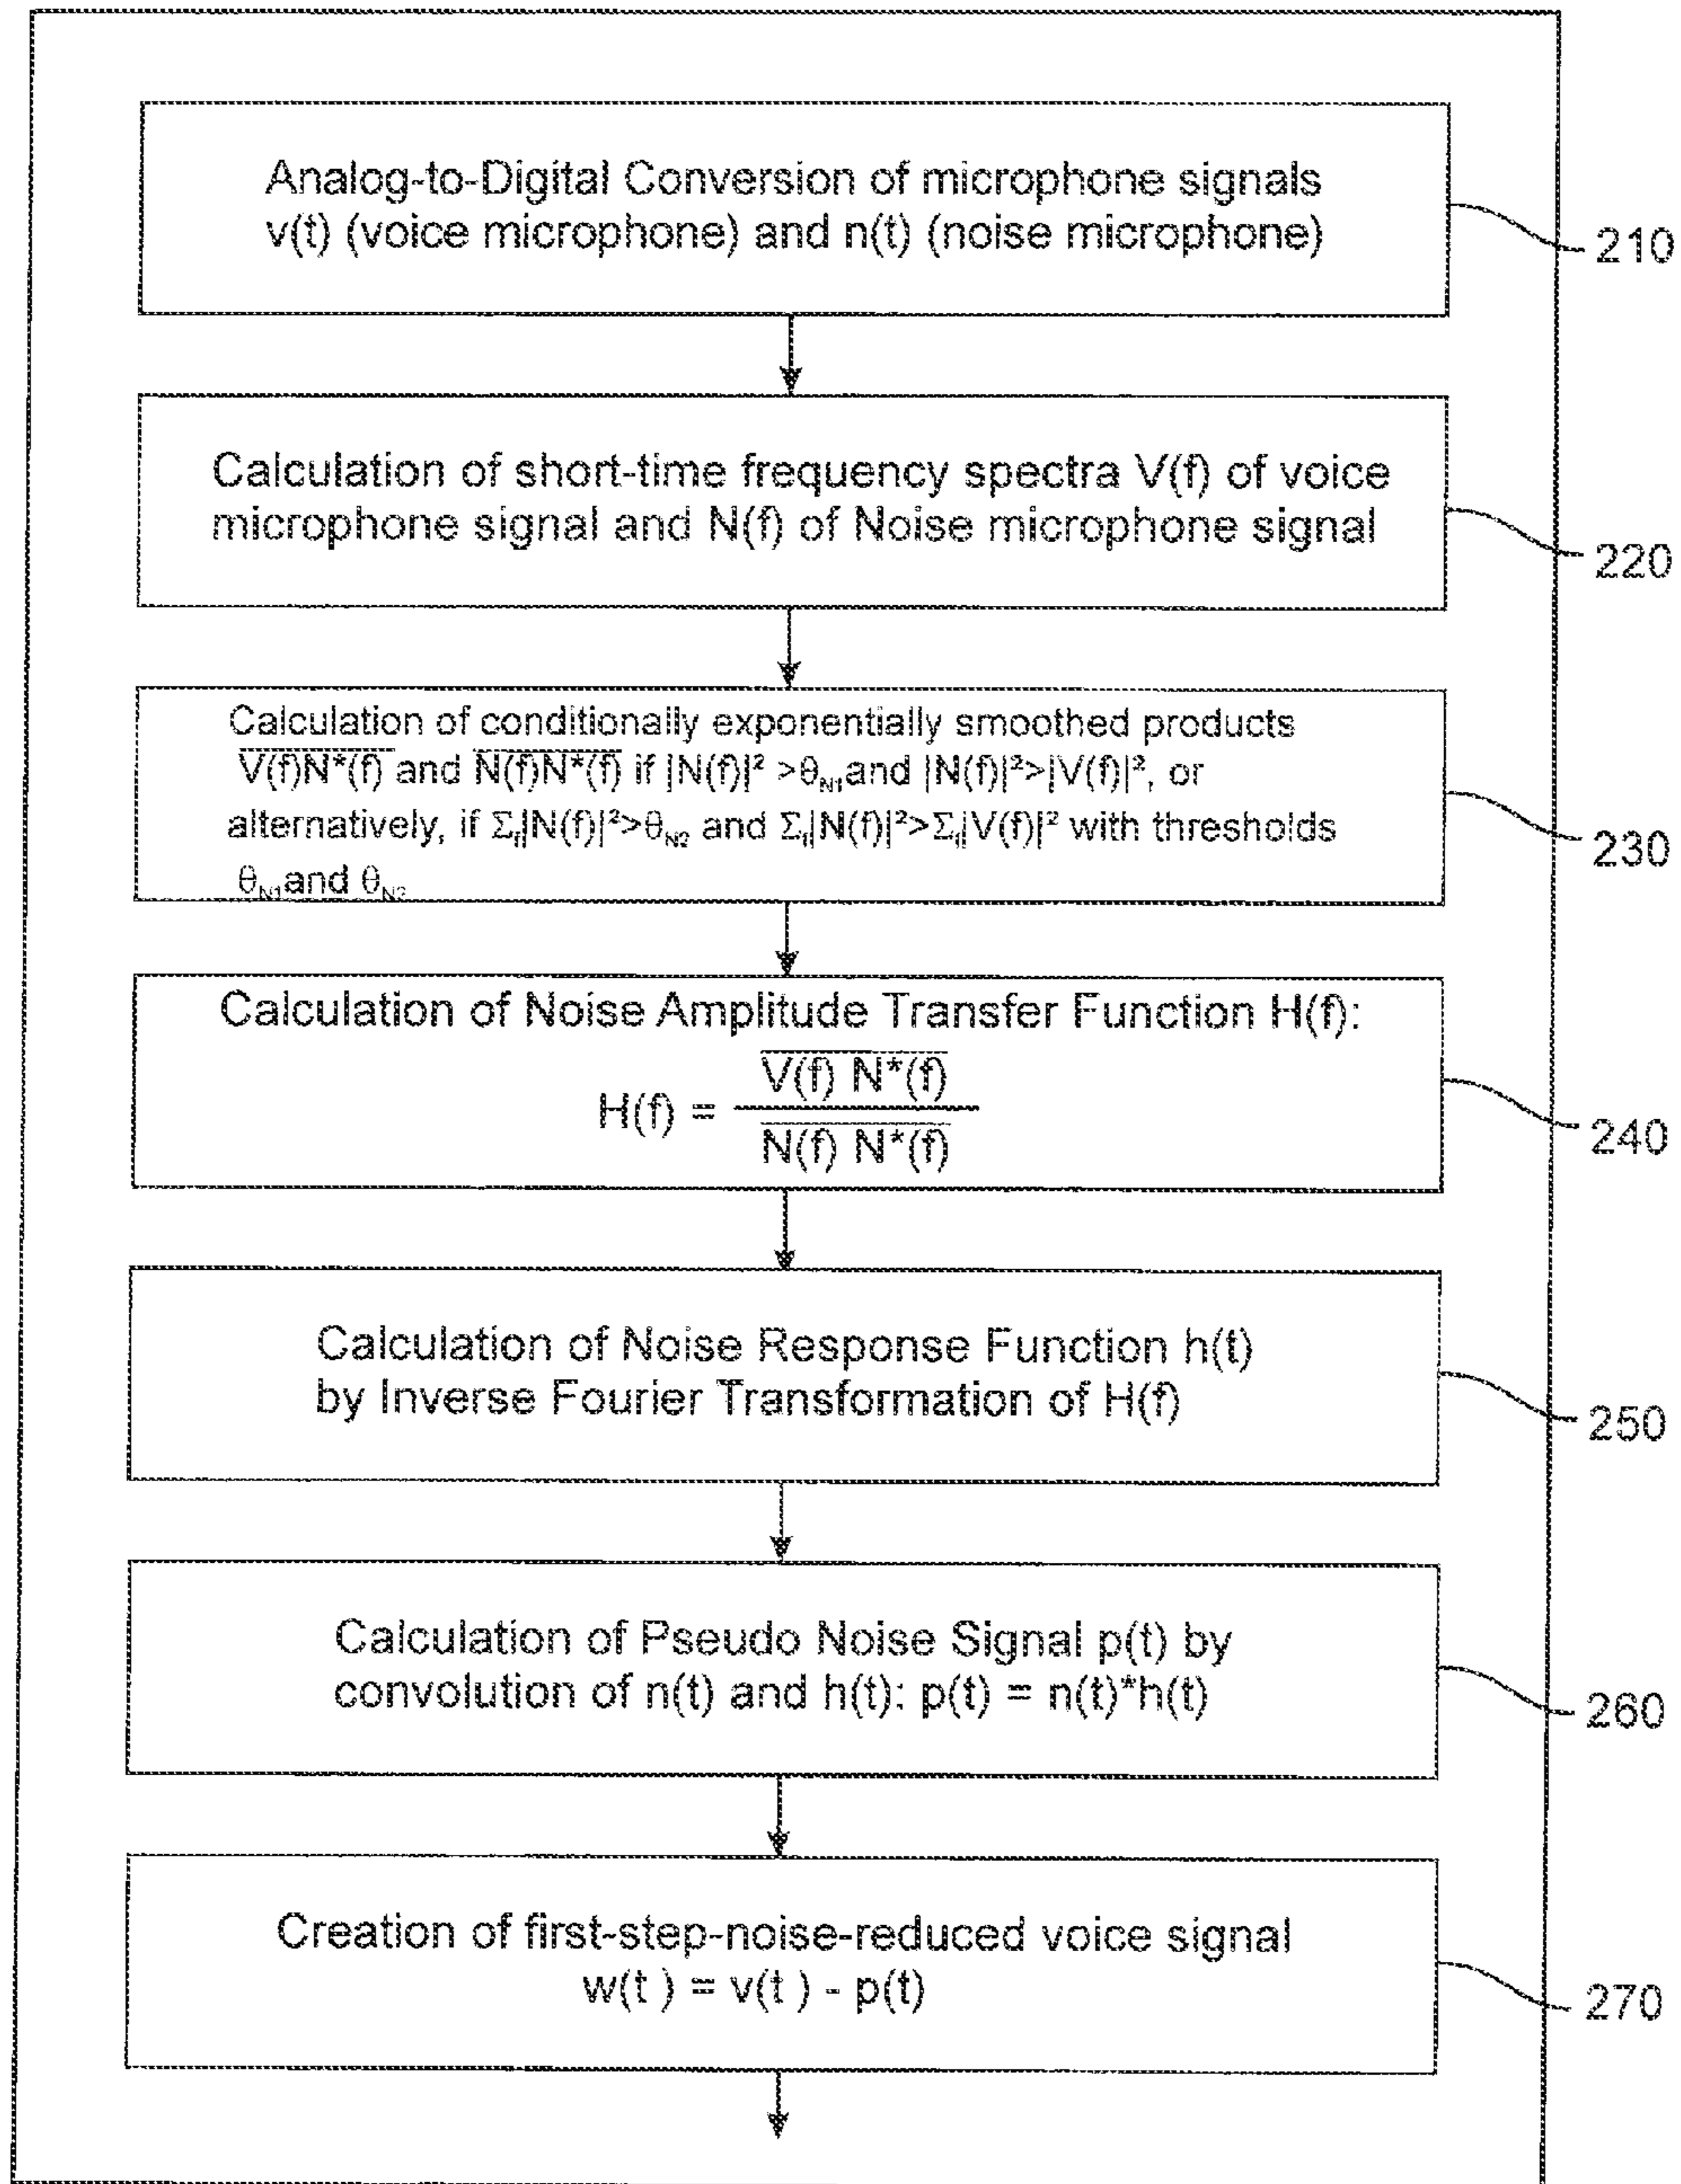 Analog-to-Digital Conversion of microphone signals
v(t) (voice microphone) and n(t) (noise microphone)
210
Calculation of short-time frequency spectra V(f) of voice
microphone signal and N(f) of Noise microphone signal
220
Calculation of conditionally exponentially smoothed products
V(f)N*(f) and N(f)N*(f) if |N(f)|² >θN1 and |N(f)|²>|V(f)|², or
alternatively, if Σf|N(f)|²>θN2 and Σf|N(f)|²>Σf|V(f)|² with thresholds
θN1 and θN2
230
Calculation of Noise Amplitude Transfer Function H(f):
V(f) N*(f)
H(f) =
N(f) N*(f)
240
Calculation of Noise Response Function h(t)
by Inverse Fourier Transformation of H(f)
250
Calculation of Pseudo Noise Signal p(t) by
convolution of n(t) and h(t): p(t) = n(t)*h(t)
260
Creation of first-step-noise-reduced voice signal
w(t ) = v(t ) - p(t)
270